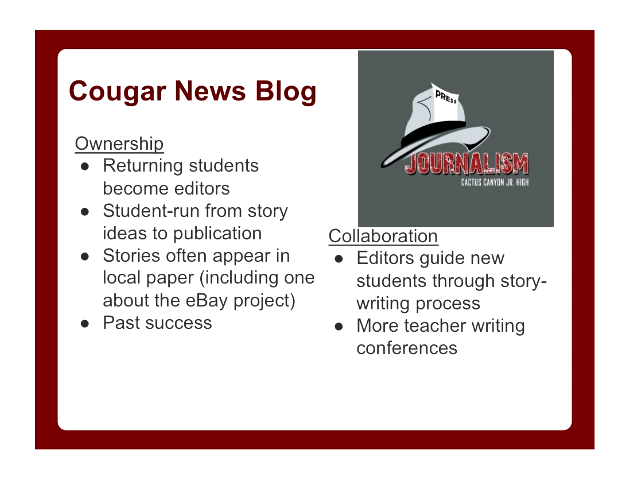 Cougar News Blog
PRESS
JOURNALISM
CACTUS CANYON JR. HIGH
Ownership
● Returning students
become editors
● Student-run from story
ideas to publication
● Stories often appear in
local paper (including one
about the eBay project)
● Past success
Collaboration
● Editors guide new
students through story-
writing process
● More teacher writing
conferences